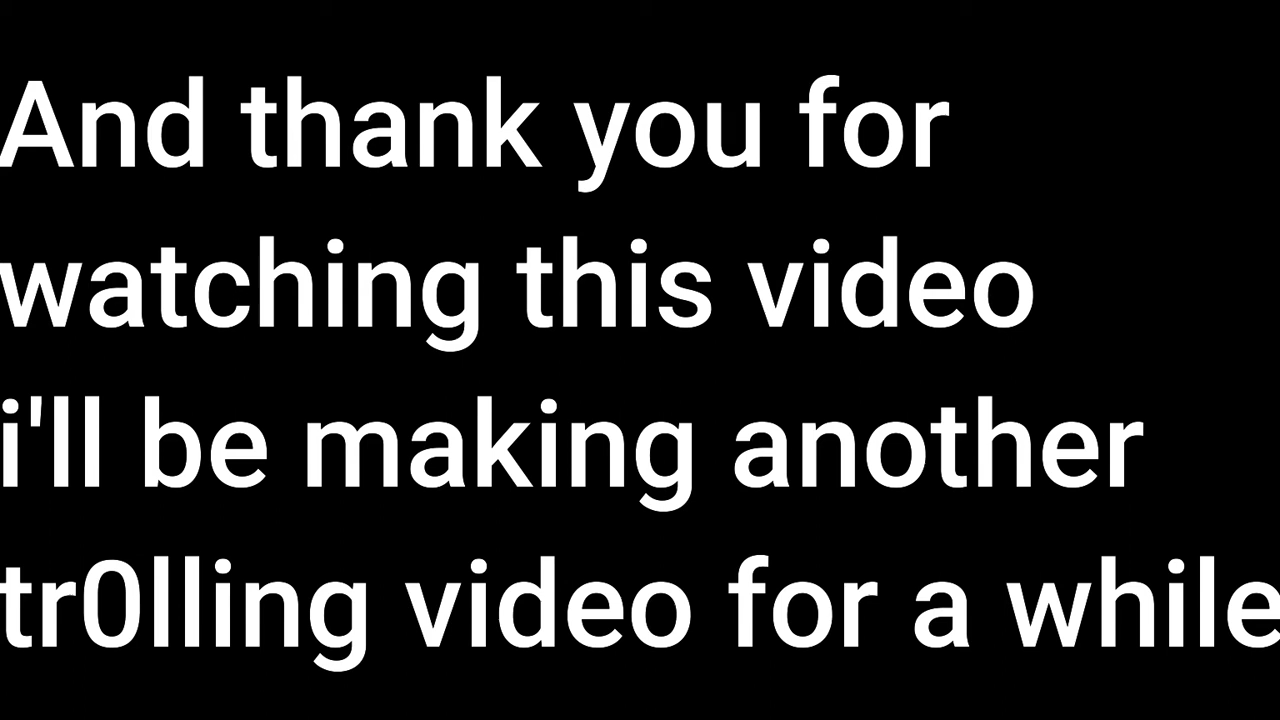 And thank you for
watching this video
i'll be making another
tr0lling video for a while